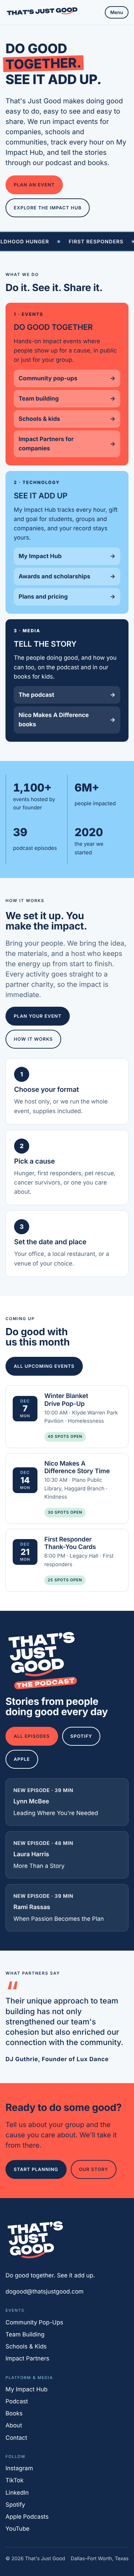 THAT'S JUST GOOD
Menu
DO GOOD
TOGETHER.
SEE IT ADD UP.
That's Just Good makes doing good
easy to do, easy to see and easy to
share. We run service events for
companies, schools and
communities, track every hour on My
Impact Hub, and tell the stories
through our podcast and books.
PLAN AN EVENT
EXPLORE THE IMPACT HUB
LDHOOD HUNGER + FIRST RESPONDERS
WHAT WE DO
Do it. See it. Share it.
1 · EVENTS
DO GOOD TOGETHER
Hands-on impact events where
people show up for a cause, in public
or just for your group.
Community pop-ups →
Team building →
Schools & kids →
Impact Partners for
companies →
2 · TECHNOLOGY
SEE IT ADD UP
My Impact Hub tracks every hour, gift
and goal for students, groups and
companies, and your record stays
yours.
My Impact Hub →
Awards and scholarships →
Plans and pricing →
3 · MEDIA
TELL THE STORY
The people doing good, and how you
can too, on the podcast and in our
books for kids.
The podcast →
Nico Makes A Difference
books →
1,100+
events hosted by
our founder
6M+
people impacted
39
podcast episodes
2020
the year we
started
HOW IT WORKS
We set it up. You
make the impact.
Bring your people. We bring the idea,
the materials, and a host who keeps
the energy up from start to finish.
Every activity goes straight to a
partner charity, so the impact is
immediate.
PLAN YOUR EVENT
HOW IT WORKS
1
Choose your format
We host only, or we run the whole
event, supplies included.
2
Pick a cause
Hunger, first responders, pet rescue,
cancer survivors, or one you care
about.
3
Set the date and place
Your office, a local restaurant, or a
venue of your choice.
COMING UP
Do good with
us this month
ALL UPCOMING EVENTS
DEC
7
MON
Winter Blanket
Drive Pop-Up
10:00 AM · Klyde Warren Park
Pavilion · Homelessness
40 SPOTS OPEN
DEC
14
MON
Nico Makes A
Difference Story Time
10:30 AM · Plano Public
Library, Haggard Branch ·
Kindness
30 SPOTS OPEN
DEC
21
MON
First Responder
Thank-You Cards
6:00 PM · Legacy Hall · First
responders
25 SPOTS OPEN
THAT'S
JUST
GOOD
THE PODCAST
Stories from people
doing good every day
ALL EPISODES
SPOTIFY
APPLE
NEW EPISODE · 39 MIN
Lynn McBee
Leading Where You're Needed
NEW EPISODE · 48 MIN
Laura Harris
More Than a Story
NEW EPISODE · 39 MIN
Rami Rassas
When Passion Becomes the Plan
WHAT PARTNERS SAY
"
Their unique approach to team
building has not only
strengthened our team's
cohesion but also enriched our
connection with the community.
DJ Guthrie, Founder of Lux Dance
Ready to do some good?
Tell us about your group and the
cause you care about. We'll take it
from there.
START PLANNING
OUR STORY
THAT'S
JUST
GOOD
Do good together. See it add up.
dogood@thatsjustgood.com
EVENTS
Community Pop-Ups
Team Building
Schools & Kids
Impact Partners
PLATFORM & MEDIA
My Impact Hub
Podcast
Books
About
Contact
FOLLOW
Instagram
TikTok
LinkedIn
Spotify
Apple Podcasts
YouTube
© 2026 That's Just Good Dallas–Fort Worth, Texas